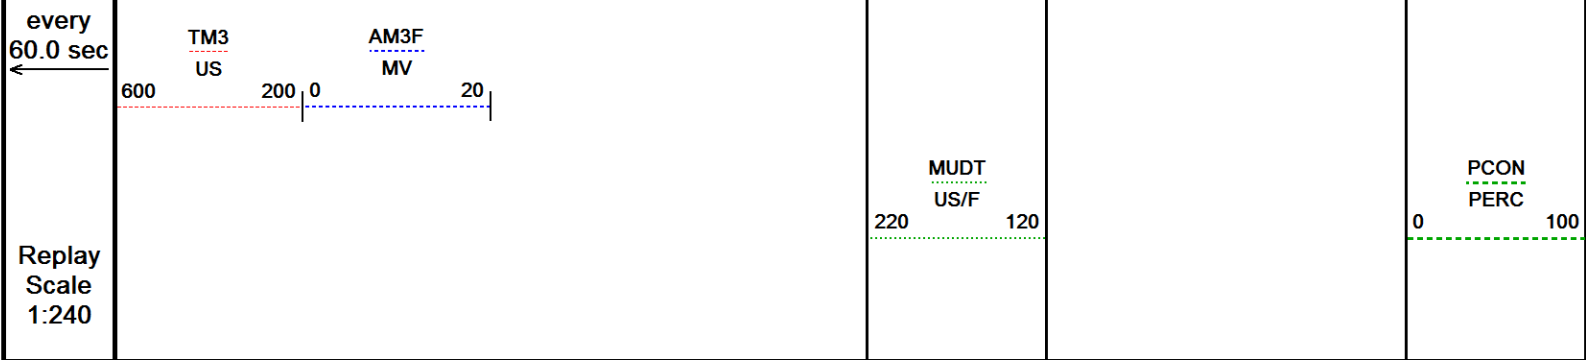 every
60.0 sec
TM3
US
600 200
AM3F
MV
0 20
MUDT
US/F
220 120
PCON
PERC
0 100
Replay
Scale
1:240